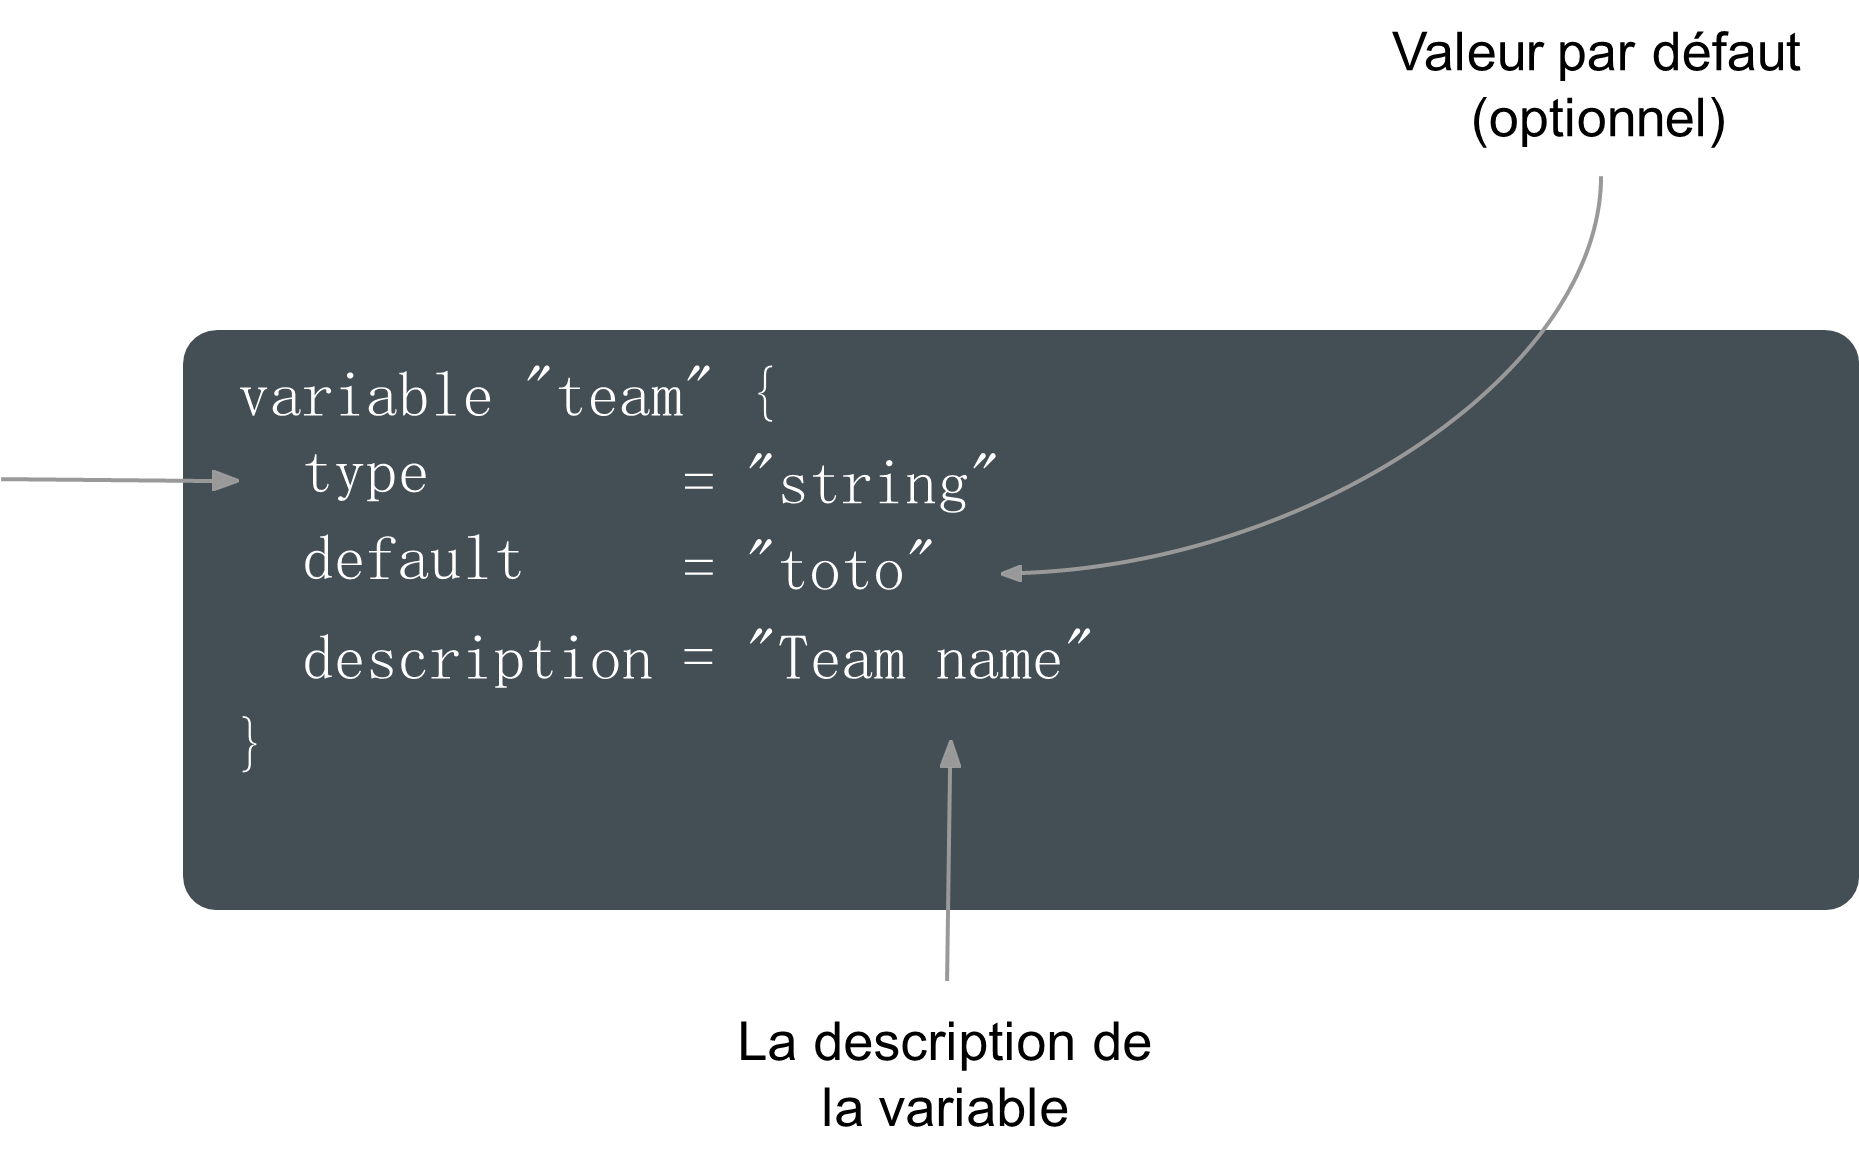 Valeur par défaut
(optionnel)
variable "team" {
  type        = "string"
  default     = "toto"
  description = "Team name"
}
La description de
la variable